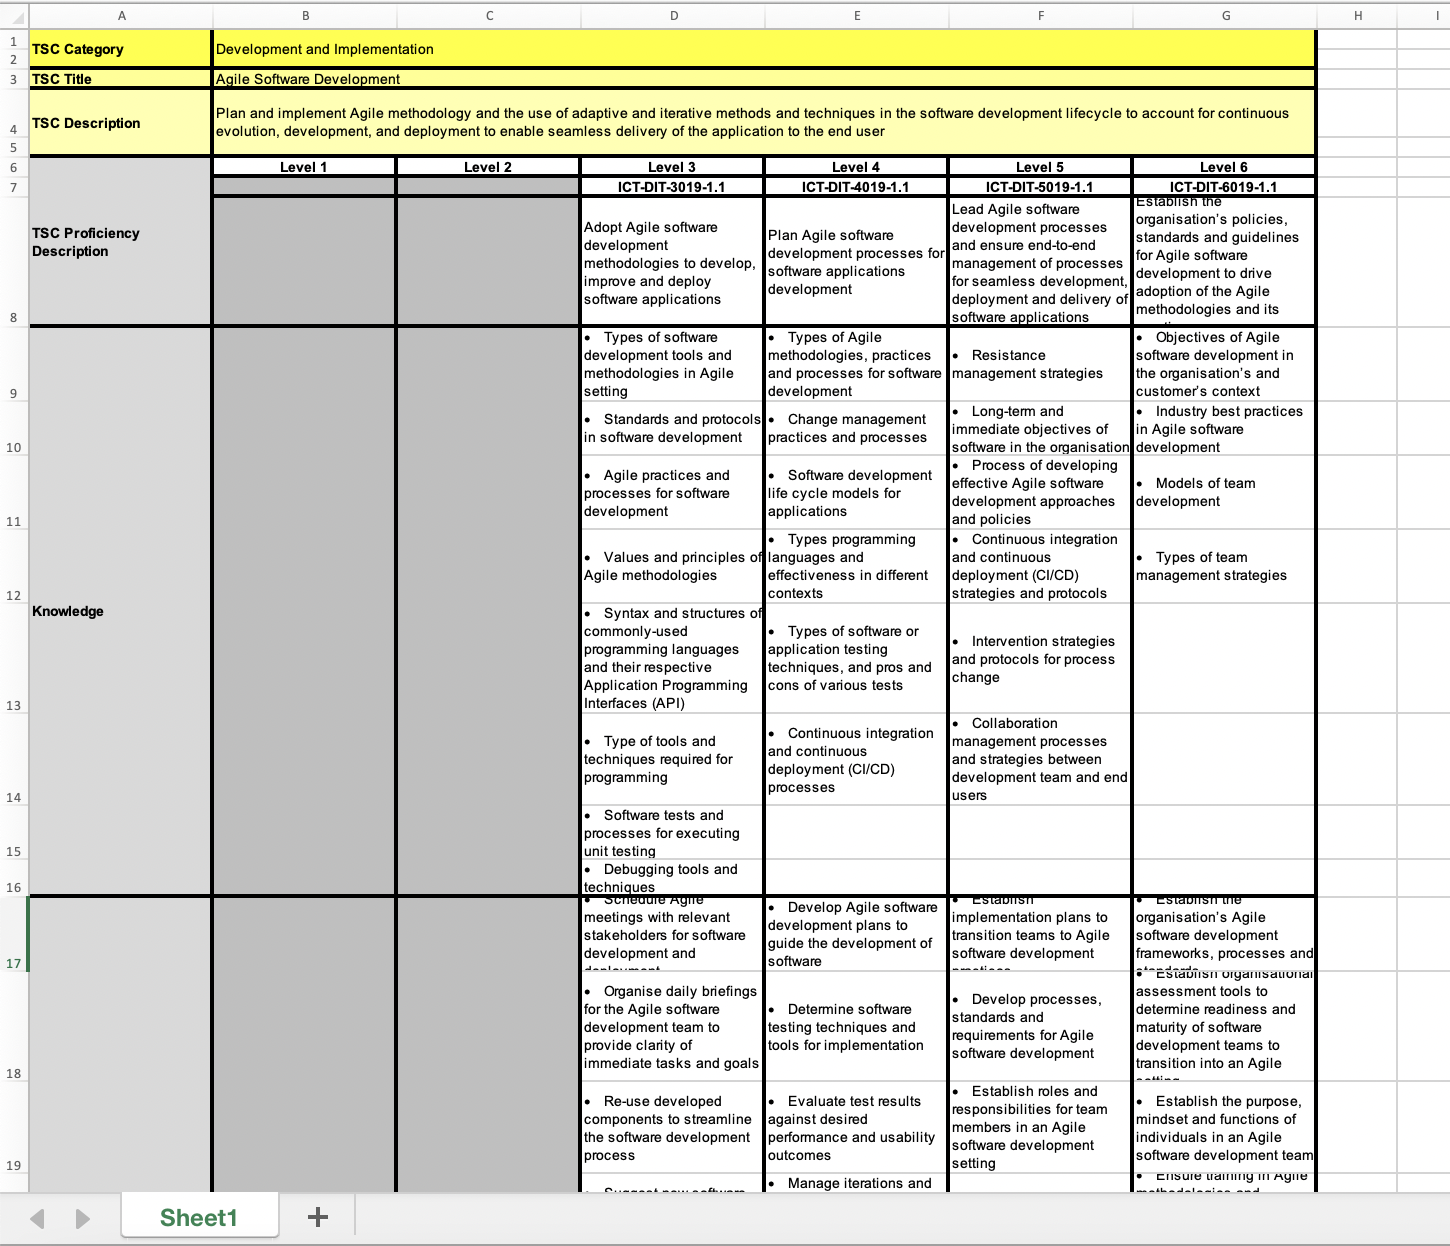 A B C D E F G H I
1
2
TSC Category
Development and Implementation
3
TSC Title
Agile Software Development
4
5
TSC Description
Plan and implement Agile methodology and the use of adaptive and iterative methods and techniques in the software development lifecycle to account for continuous
evolution, development, and deployment to enable seamless delivery of the application to the end user
6
Level 1 Level 2 Level 3 Level 4 Level 5 Level 6
7
ICT-DIT-3019-1.1 ICT-DIT-4019-1.1 ICT-DIT-5019-1.1 ICT-DIT-6019-1.1
8
TSC Proficiency
Description
Adopt Agile software
development
methodologies to develop,
improve and deploy
software applications
Plan Agile software
development processes for
software applications
development
Lead Agile software
development processes
and ensure end-to-end
management of processes
for seamless development,
deployment and delivery of
software applications
Establish the
organisation's policies,
standards and guidelines
for Agile software
development to drive
adoption of the Agile
methodologies and its
Knowledge
9
• Types of software
development tools and
methodologies in Agile
setting
• Types of Agile
methodologies, practices
and processes for software
development
• Resistance
management strategies
• Objectives of Agile
software development in
the organisation's and
customer's context
10
• Standards and protocols
in software development
• Change management
practices and processes
• Long-term and
immediate objectives of
software in the organisation
• Industry best practices
in Agile software
development
11
• Agile practices and
processes for software
development
• Software development
life cycle models for
applications
• Process of developing
effective Agile software
development approaches
and policies
• Models of team
development
12
• Values and principles of
Agile methodologies
• Types programming
languages and
effectiveness in different
contexts
• Continuous integration
and continuous
deployment (CI/CD)
strategies and protocols
• Types of team
management strategies
13
• Syntax and structures of
commonly-used
programming languages
and their respective
Application Programming
Interfaces (API)
• Types of software or
application testing
techniques, and pros and
cons of various tests
• Intervention strategies
and protocols for process
change
14
• Type of tools and
techniques required for
programming
• Continuous integration
and continuous
deployment (CI/CD)
processes
• Collaboration
management processes
and strategies between
development team and end
users
15
• Software tests and
processes for executing
unit testing
16
• Debugging tools and
techniques
17
• Schedule Agile
meetings with relevant
stakeholders for software
development and
deployment
• Develop Agile software
development plans to
guide the development of
software
• Establish
implementation plans to
transition teams to Agile
software development
practices
• Establish the
organisation's Agile
software development
frameworks, processes and
standards
18
• Organise daily briefings
for the Agile software
development team to
provide clarity of
immediate tasks and goals
• Determine software
testing techniques and
tools for implementation
• Develop processes,
standards and
requirements for Agile
software development
• Establish organisational
assessment tools to
determine readiness and
maturity of software
development teams to
transition into an Agile
setting
19
• Re-use developed
components to streamline
the software development
process
• Evaluate test results
against desired
performance and usability
outcomes
• Establish roles and
responsibilities for team
members in an Agile
software development
setting
• Establish the purpose,
mindset and functions of
individuals in an Agile
software development team
• Suggest new software
• Manage iterations and
• Ensure training in Agile
methodologies and
Sheet1